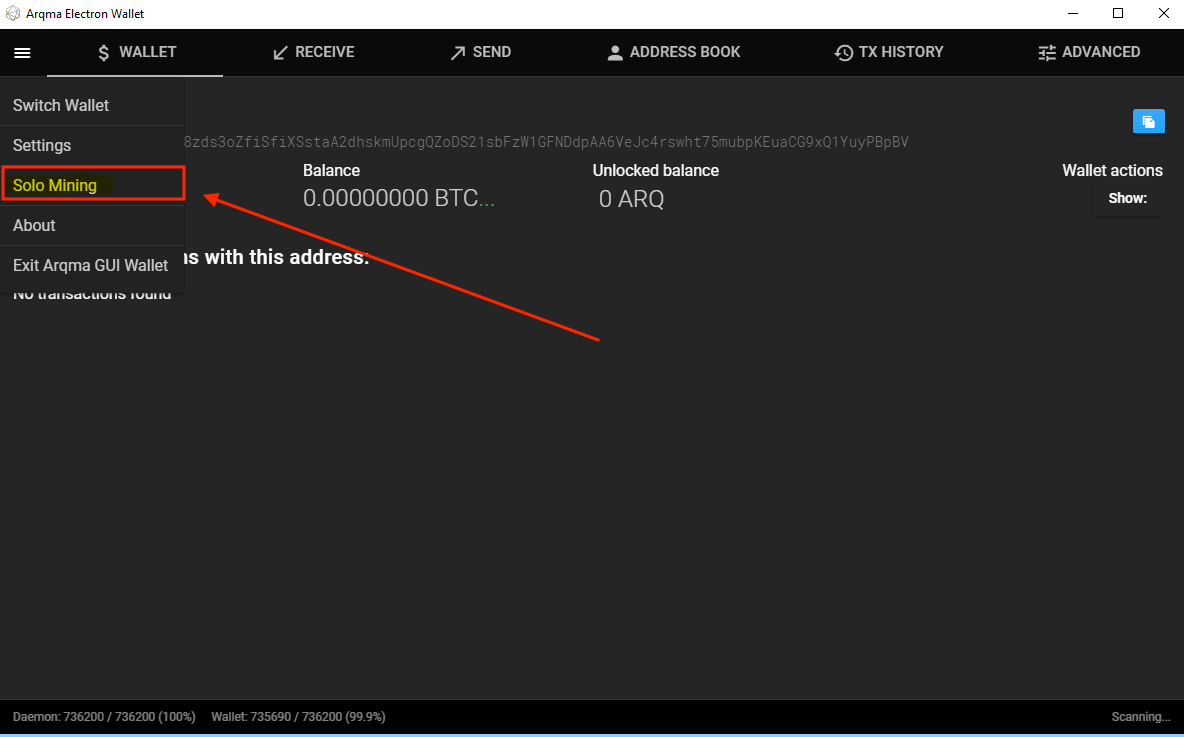 Arqma Electron Wallet
WALLET RECEIVE SEND ADDRESS BOOK TX HISTORY ADVANCED
Switch Wallet
Settings
8zds3oZfiSfiXSstaA2dhskmUpcgQZoDS21sbFzW1GFNDdpAA6VeJc4rswht75mubpKEuaCG9xQ1YuyPBpBV
Solo Mining
Balance Unlocked balance Wallet actions
0.00000000 BTC... 0 ARQ Show:
About
ns with this address:
Exit Arqma GUI Wallet
No transactions found
Daemon: 736200 / 736200 (100%) Wallet: 735690 / 736200 (99.9%) Scanning...